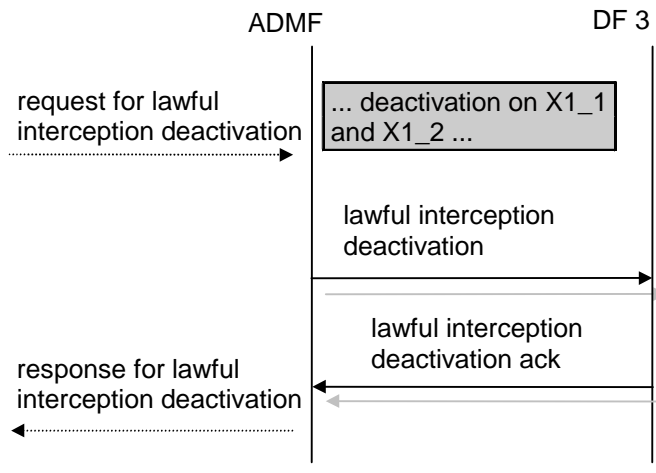 ADMF
DF 3
request for lawful
interception deactivation
... deactivation on X1_1
and X1_2 ...
lawful interception
deactivation
lawful interception
deactivation ack
response for lawful
interception deactivation